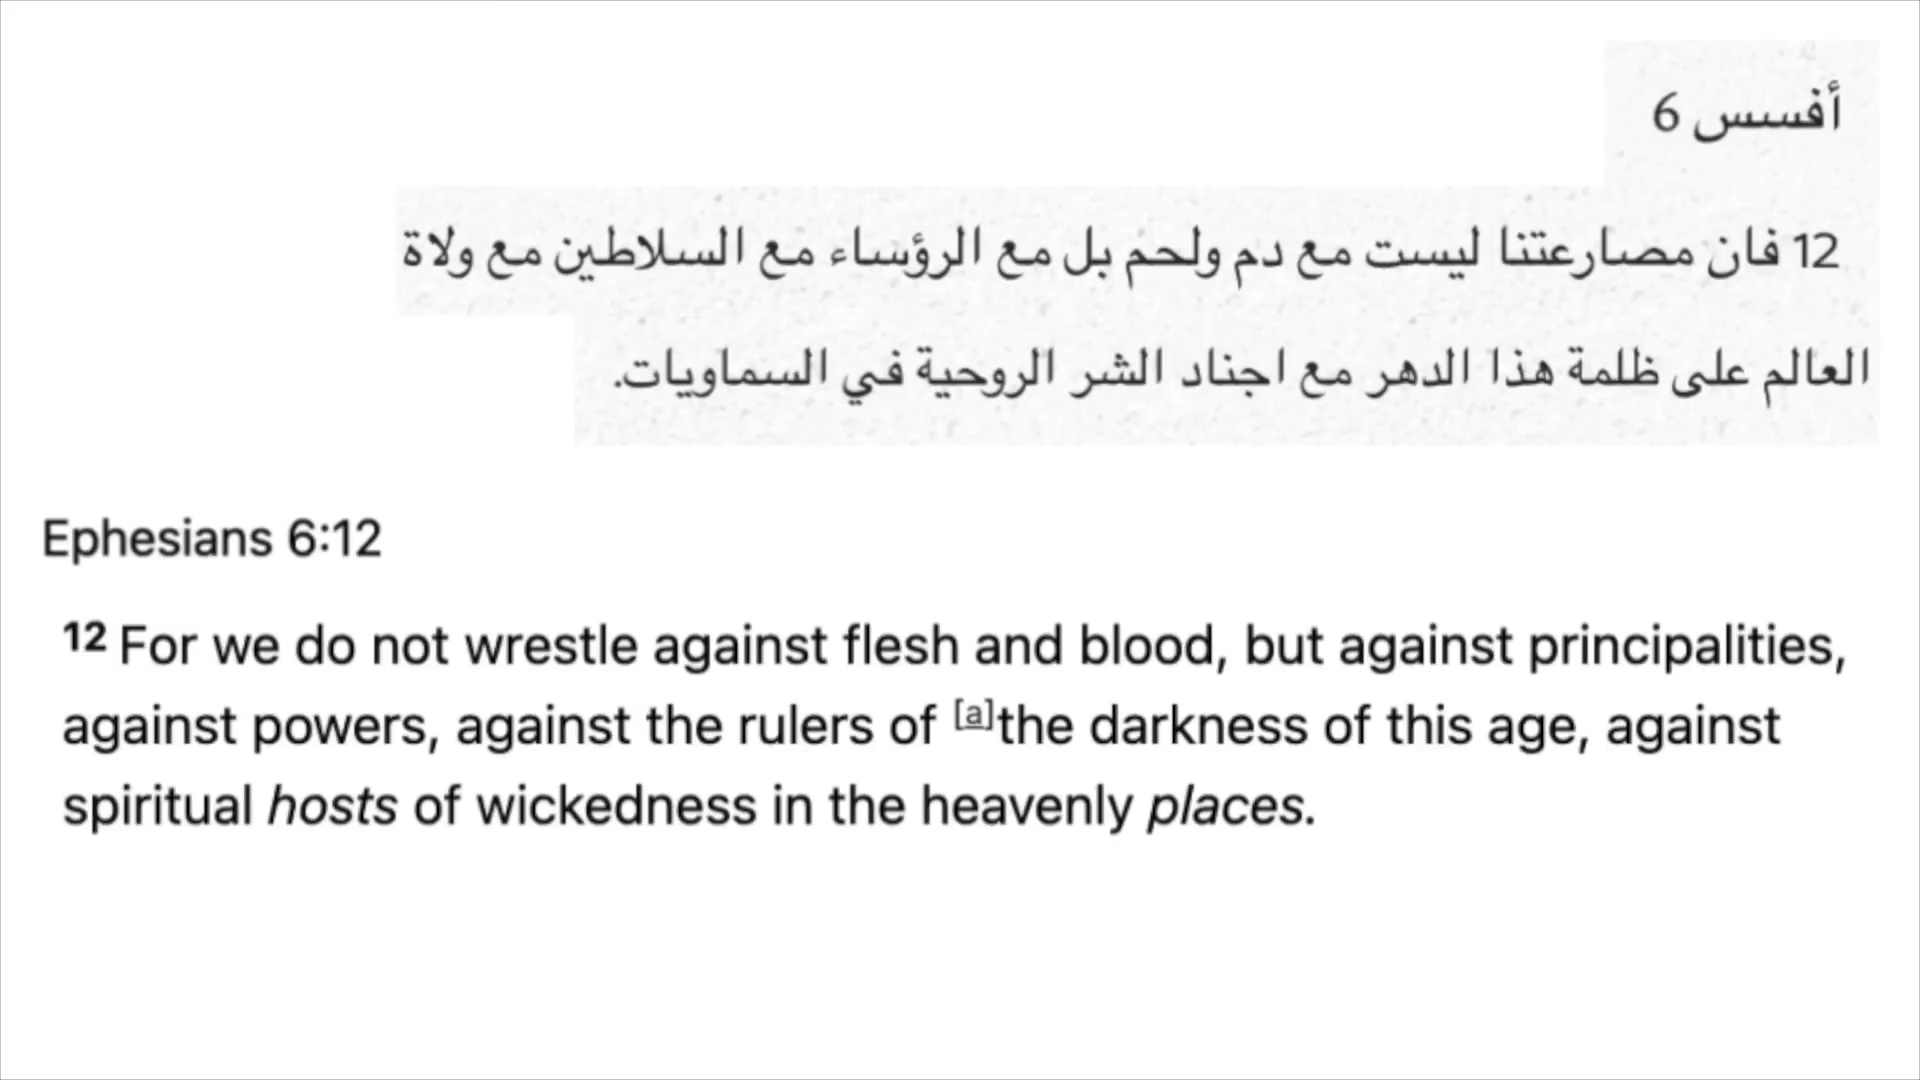 أفسس 6
12 فان مصارعتنا ليست مع دم ولحم بل مع الرؤساء مع السلاطين مع ولاة
العالم على ظلمة هذا الدهر مع اجناد الشر الروحية في السماويات.
Ephesians 6:12
12 For we do not wrestle against flesh and blood, but against principalities,
against powers, against the rulers of [a]the darkness of this age, against
spiritual hosts of wickedness in the heavenly places.